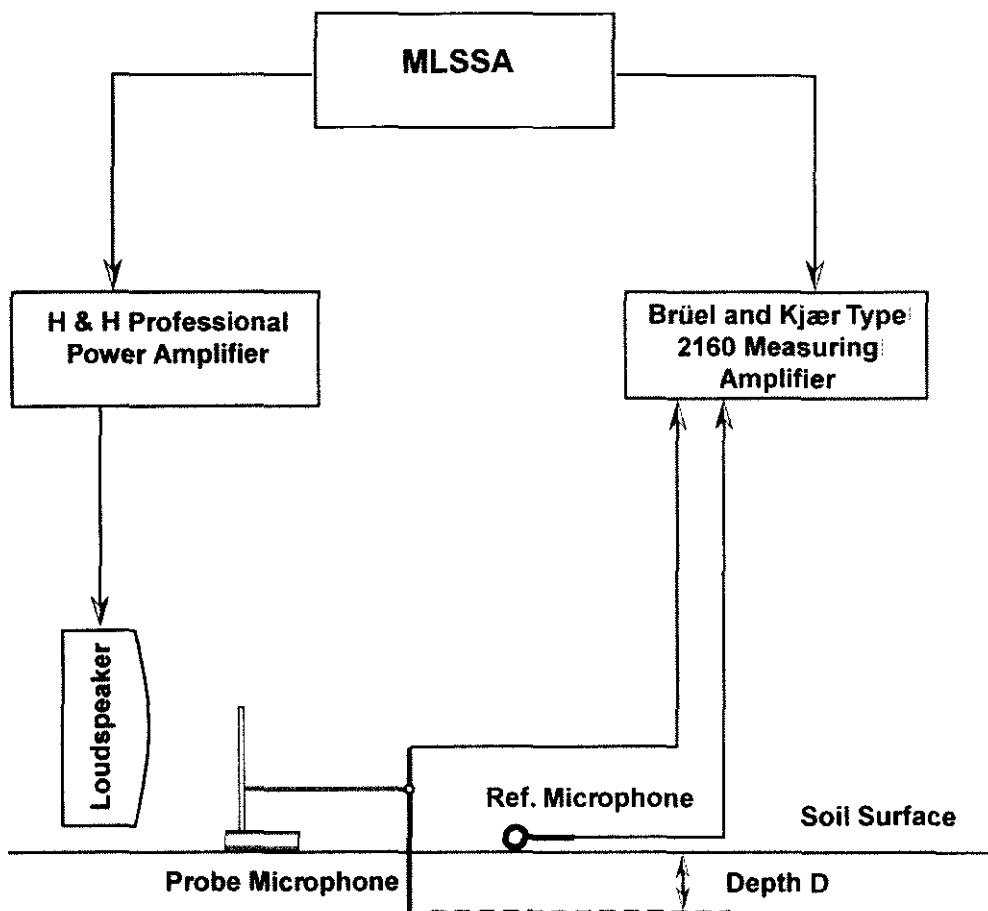 MLSSA
H & H Professional
Power Amplifier
Brüel and Kjær Type
2160 Measuring
Amplifier
Loudspeaker
Ref. Microphone
Soil Surface
Probe Microphone
Depth D